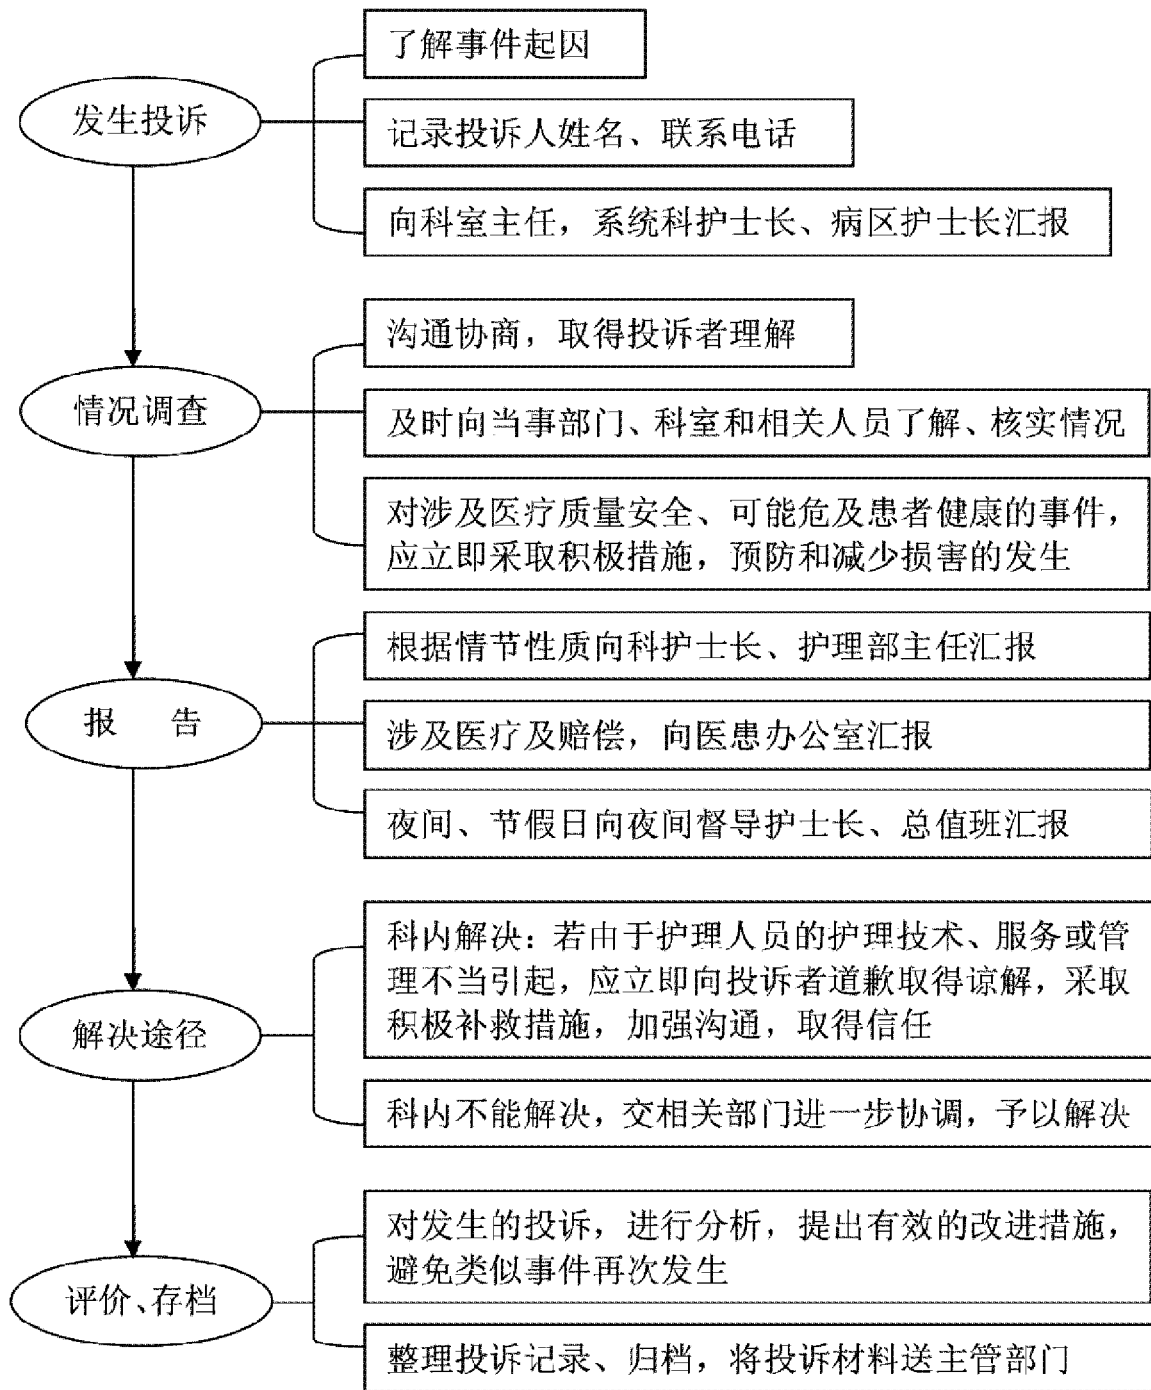 了解事件起因
发生投诉
记录投诉人姓名、联系电话
向科室主任，系统科护士长、病区护士长汇报
沟通协商，取得投诉者理解
情况调查
及时向当事部门、科室和相关人员了解、核实情况
对涉及医疗质量安全、可能危及患者健康的事件，
应立即采取积极措施，预防和减少损害的发生
根据情节性质向科护士长、护理部主任汇报
报 告
涉及医疗及赔偿，向医患办公室汇报
夜间、节假日向夜间督导护士长、总值班汇报
科内解决：若由于护理人员的护理技术、服务或管
理不当引起，应立即向投诉者道歉取得谅解，采取
积极补救措施，加强沟通，取得信任
解决途径
科内不能解决，交相关部门进一步协调，予以解决
对发生的投诉，进行分析，提出有效的改进措施，
避免类似事件再次发生
评价、存档
整理投诉记录、归档，将投诉材料送主管部门